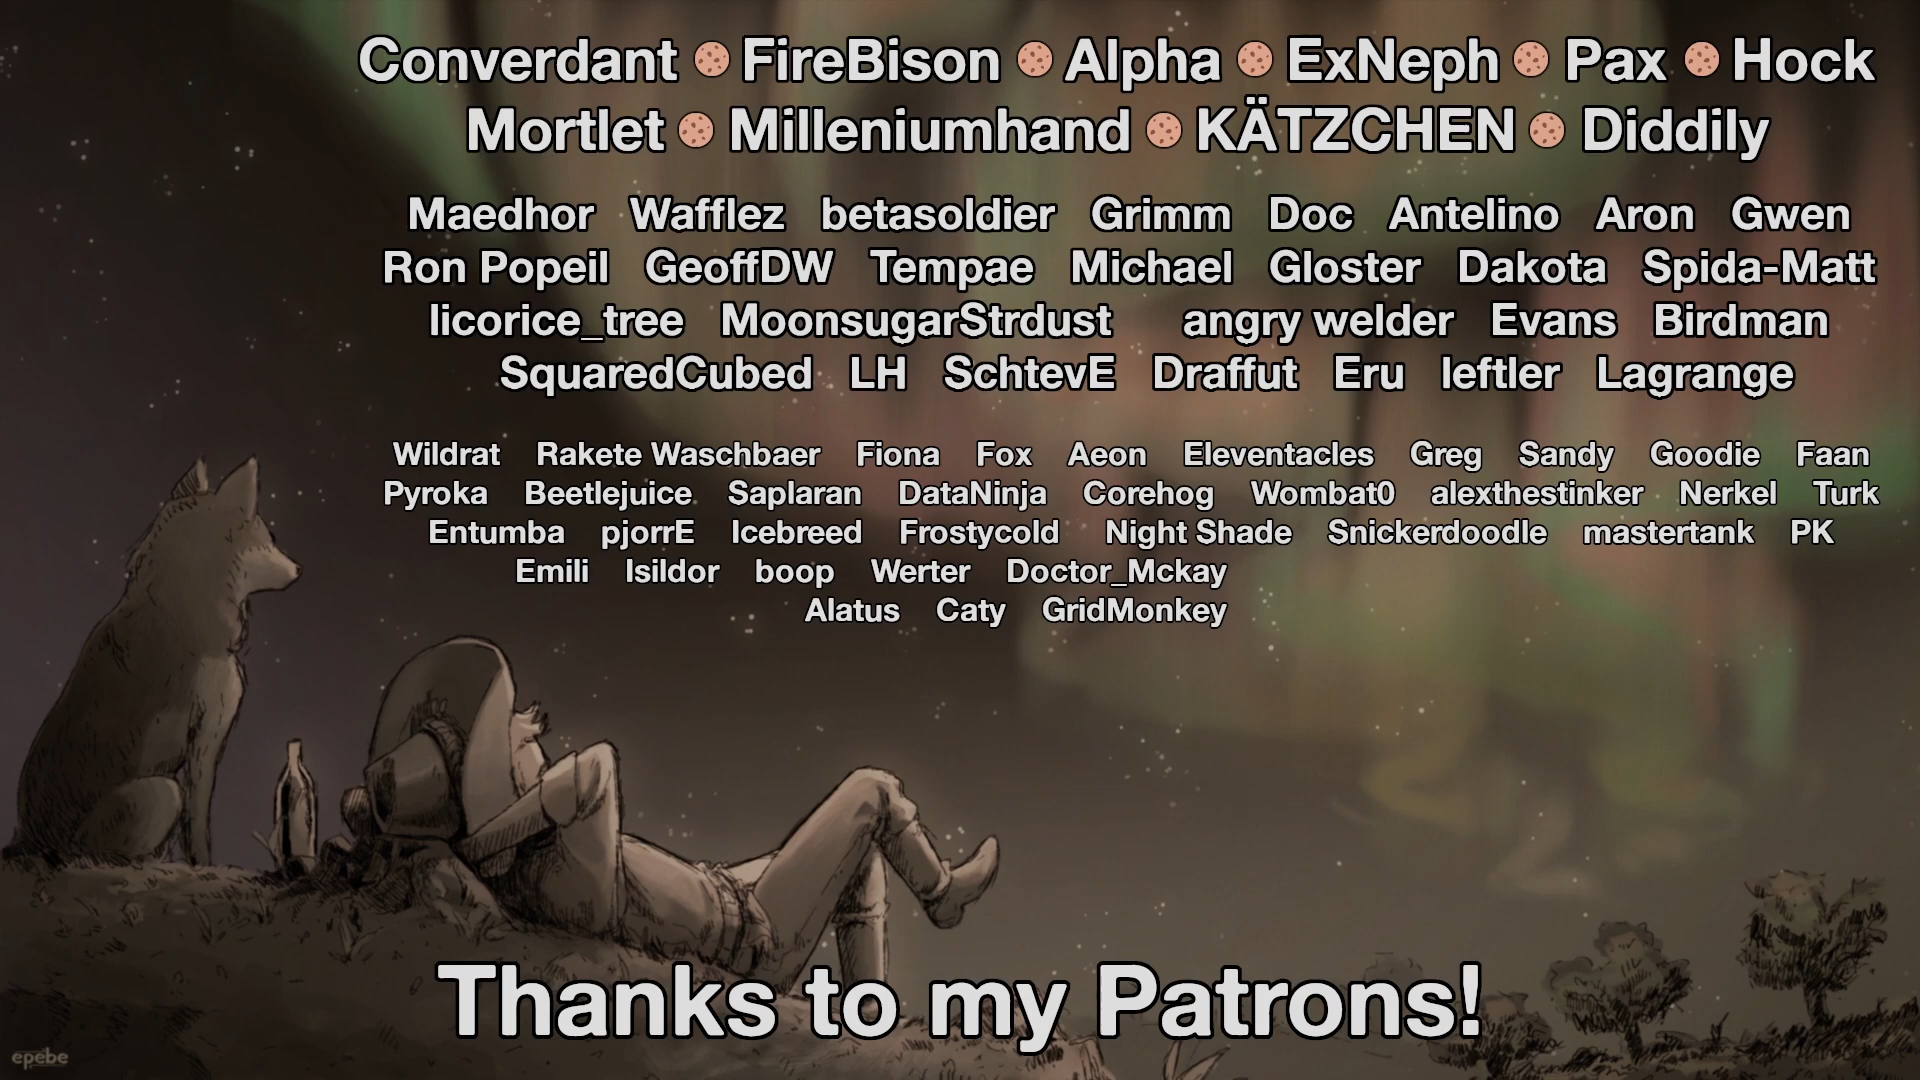 Converdant FireBison Alpha ExNeph Pax Hock
Mortlet Milleniumhand KÄTZCHEN Diddily
Maedhor Wafflez betasoldier Grimm Doc Antelino Aron Gwen
Ron Popeil GeoffDW Tempae Michael Gloster Dakota Spida-Matt
licorice_tree MoonsugarStrdust angry welder Evans Birdman
SquaredCubed LH SchtevE Draffut Eru leftler Lagrange
Wildrat Rakete Waschbaer Fiona Fox Aeon Eleventacles Greg Sandy Goodie Faan
Pyroka Beetlejuice Saplaran DataNinja Corehog Wombat0 alexthestinker Nerkel Turk
Entumba pjorrE Icebreed Frostycold Night Shade Snickerdoodle mastertank PK
Emili Isildor boop Werter Doctor_Mckay
Alatus Caty GridMonkey
Thanks to my Patrons!
epebe